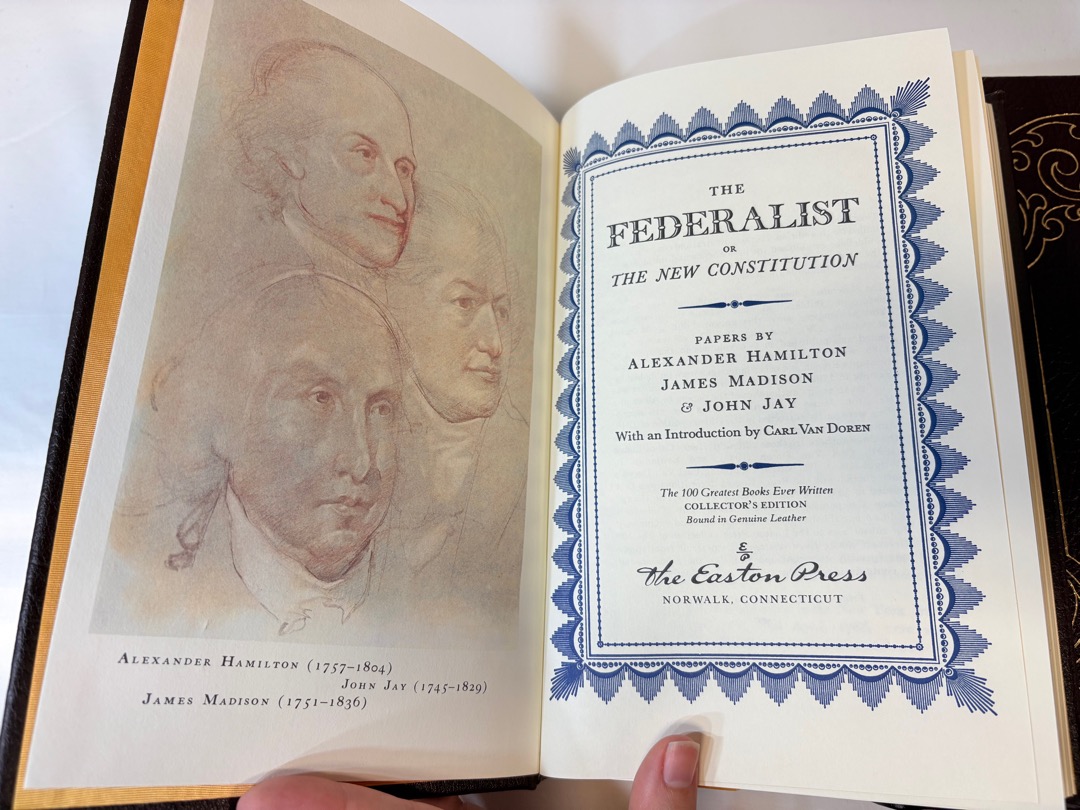 ALEXANDER HAMILTON (1757–1804)
JOHN JAY (1745–1829)
JAMES MADISON (1751–1836)
THE
FEDERALIST
OR
THE NEW CONSTITUTION
PAPERS BY
ALEXANDER HAMILTON
JAMES MADISON
& JOHN JAY
With an Introduction by CARL VAN DOREN
The 100 Greatest Books Ever Written
COLLECTOR'S EDITION
Bound in Genuine Leather
E
P
The Easton Press
NORWALK, CONNECTICUT